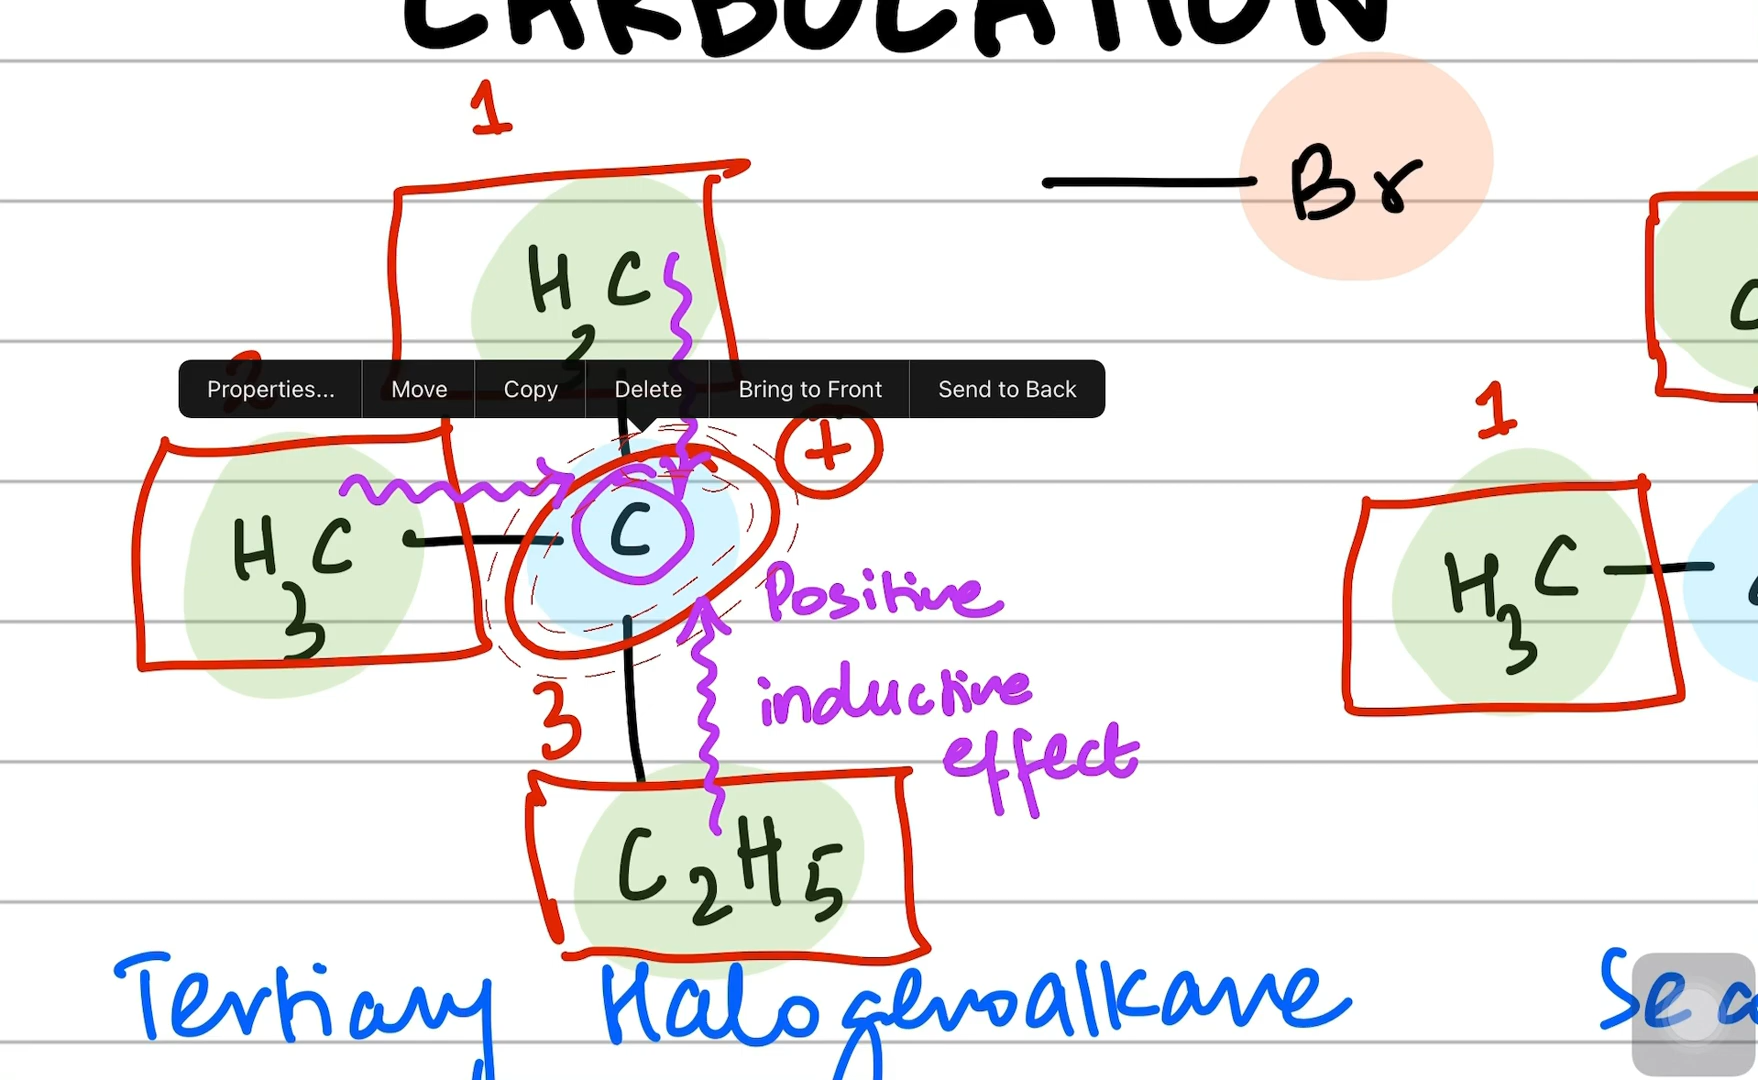 CARBOCATION
1
Br
H3C
C
Properties... Move Copy Delete Bring to Front Send to Back
2
+
1
H3C
C
H3C
Positive
inductive
effect
3
C2H5
Tertiary Halogenoalkane